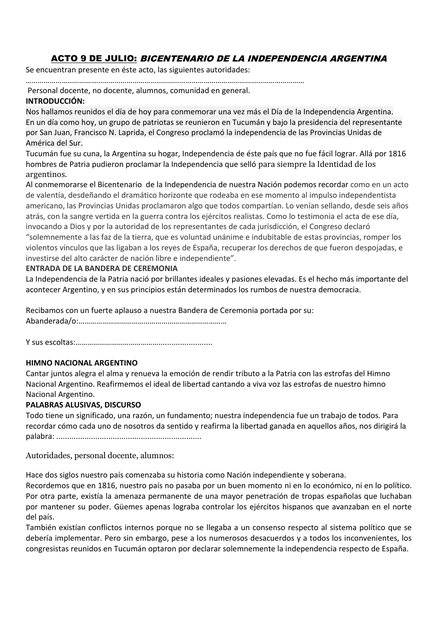 ACTO 9 DE JULIO: BICENTENARIO DE LA INDEPENDENCIA ARGENTINA
Se encuentran presente en éste acto, las siguientes autoridades:
……………………………………………………………………………………………………………
Personal docente, no docente, alumnos, comunidad en general.
INTRODUCCIÓN:
Nos hallamos reunidos el día de hoy para conmemorar una vez más el Día de la Independencia Argentina.
En un día como hoy, un grupo de patriotas se reunieron en Tucumán y bajo la presidencia del representante
por San Juan, Francisco N. Laprida, el Congreso proclamó la independencia de las Provincias Unidas de
América del Sur.
Tucumán fue su cuna, la Argentina su hogar, Independencia de éste país que no fue fácil lograr. Allá por 1816
hombres de Patria pudieron proclamar la Independencia que selló para siempre la Identidad de los
argentinos.
Al conmemorarse el Bicentenario de la Independencia de nuestra Nación podemos recordar como en un acto
de valentía, desdeñando el dramático horizonte que rodeaba en ese momento al impulso independentista
americano, las Provincias Unidas proclamaron algo que todos compartían. Lo venían sellando, desde seis años
atrás, con la sangre vertida en la guerra contra los ejércitos realistas. Como lo testimonia el acta de ese día,
invocando a Dios y por la autoridad de los representantes de cada jurisdicción, el Congreso declaró
"solemnemente a las faz de la tierra, que es voluntad unánime e indubitable de estas provincias, romper los
violentos vínculos que las ligaban a los reyes de España, recuperar los derechos de que fueron despojadas, e
investirse del alto carácter de nación libre e independiente".
ENTRADA DE LA BANDERA DE CEREMONIA
La Independencia de la Patria nació por brillantes ideales y pasiones elevadas. Es el hecho más importante del
acontecer Argentino, y en sus principios están determinados los rumbos de nuestra democracia.
Recibamos con un fuerte aplauso a nuestra Bandera de Ceremonia portada por su:
Abanderada/o:……………………………………………………………
Y sus escoltas:……………………………………………………
HIMNO NACIONAL ARGENTINO
Cantar juntos alegra el alma y renueva la emoción de rendir tributo a la Patria con las estrofas del Himno
Nacional Argentino. Reafirmemos el ideal de libertad cantando a viva voz las estrofas de nuestro himno
Nacional Argentino.
PALABRAS ALUSIVAS, DISCURSO
Todo tiene un significado, una razón, un fundamento; nuestra independencia fue un trabajo de todos. Para
recordar cómo cada uno de nosotros da sentido y reafirma la libertad ganada en aquellos años, nos dirigirá la
palabra: ................................................................
Autoridades, personal docente, alumnos:
Hace dos siglos nuestro país comenzaba su historia como Nación independiente y soberana.
Recordemos que en 1816, nuestro país no pasaba por un buen momento ni en lo económico, ni en lo político.
Por otra parte, existía la amenaza permanente de una mayor penetración de tropas españolas que luchaban
por mantener su poder. Güemes apenas lograba controlar los ejércitos hispanos que avanzaban en el norte
del país.
También existían conflictos internos porque no se llegaba a un consenso respecto al sistema político que se
debería implementar. Pero sin embargo, pese a los numerosos desacuerdos y a todos los inconvenientes, los
congresistas reunidos en Tucumán optaron por declarar solemnemente la independencia respecto de España.